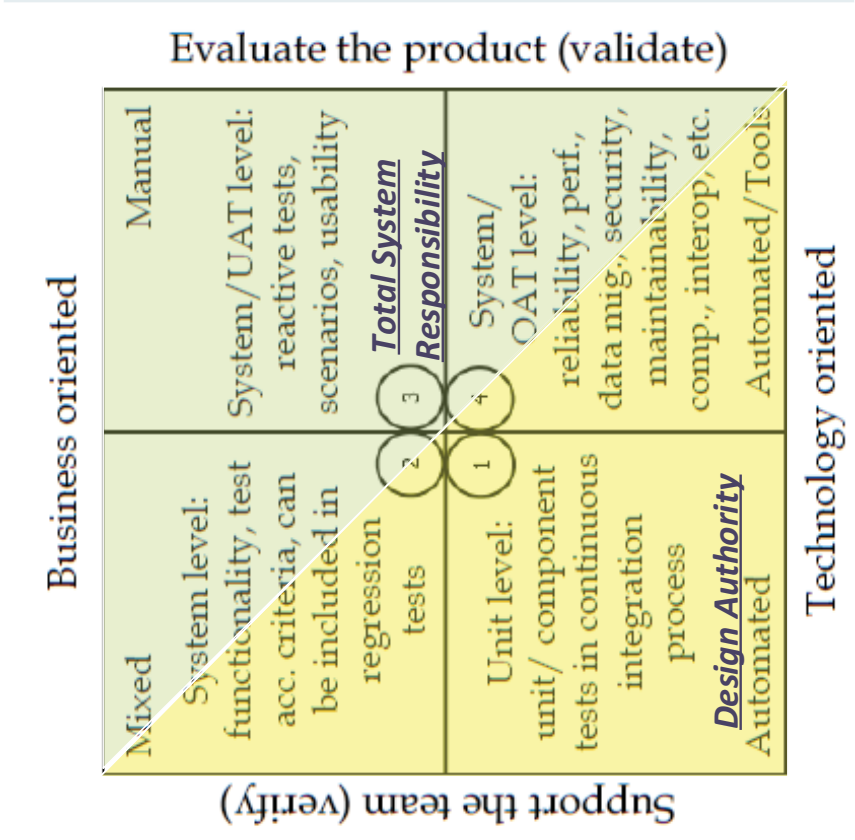 Business oriented
Support the team (verify)
Mixed
System level:
functionality, test
acc. criteria, can
be included in
regression
tests
2
Manual
System/UAT level:
reactive tests,
scenarios, usability
Total System
Responsibility
3
Evaluate the product (validate)
1
Unit level:
unit/ component
tests in continuous
integration
process
Design Authority
Automated
4
System/
OAT level:
reliability, perf.,
data mig., security,
maintainability,
comp., interop, etc.
Automated/Tools
Technology oriented